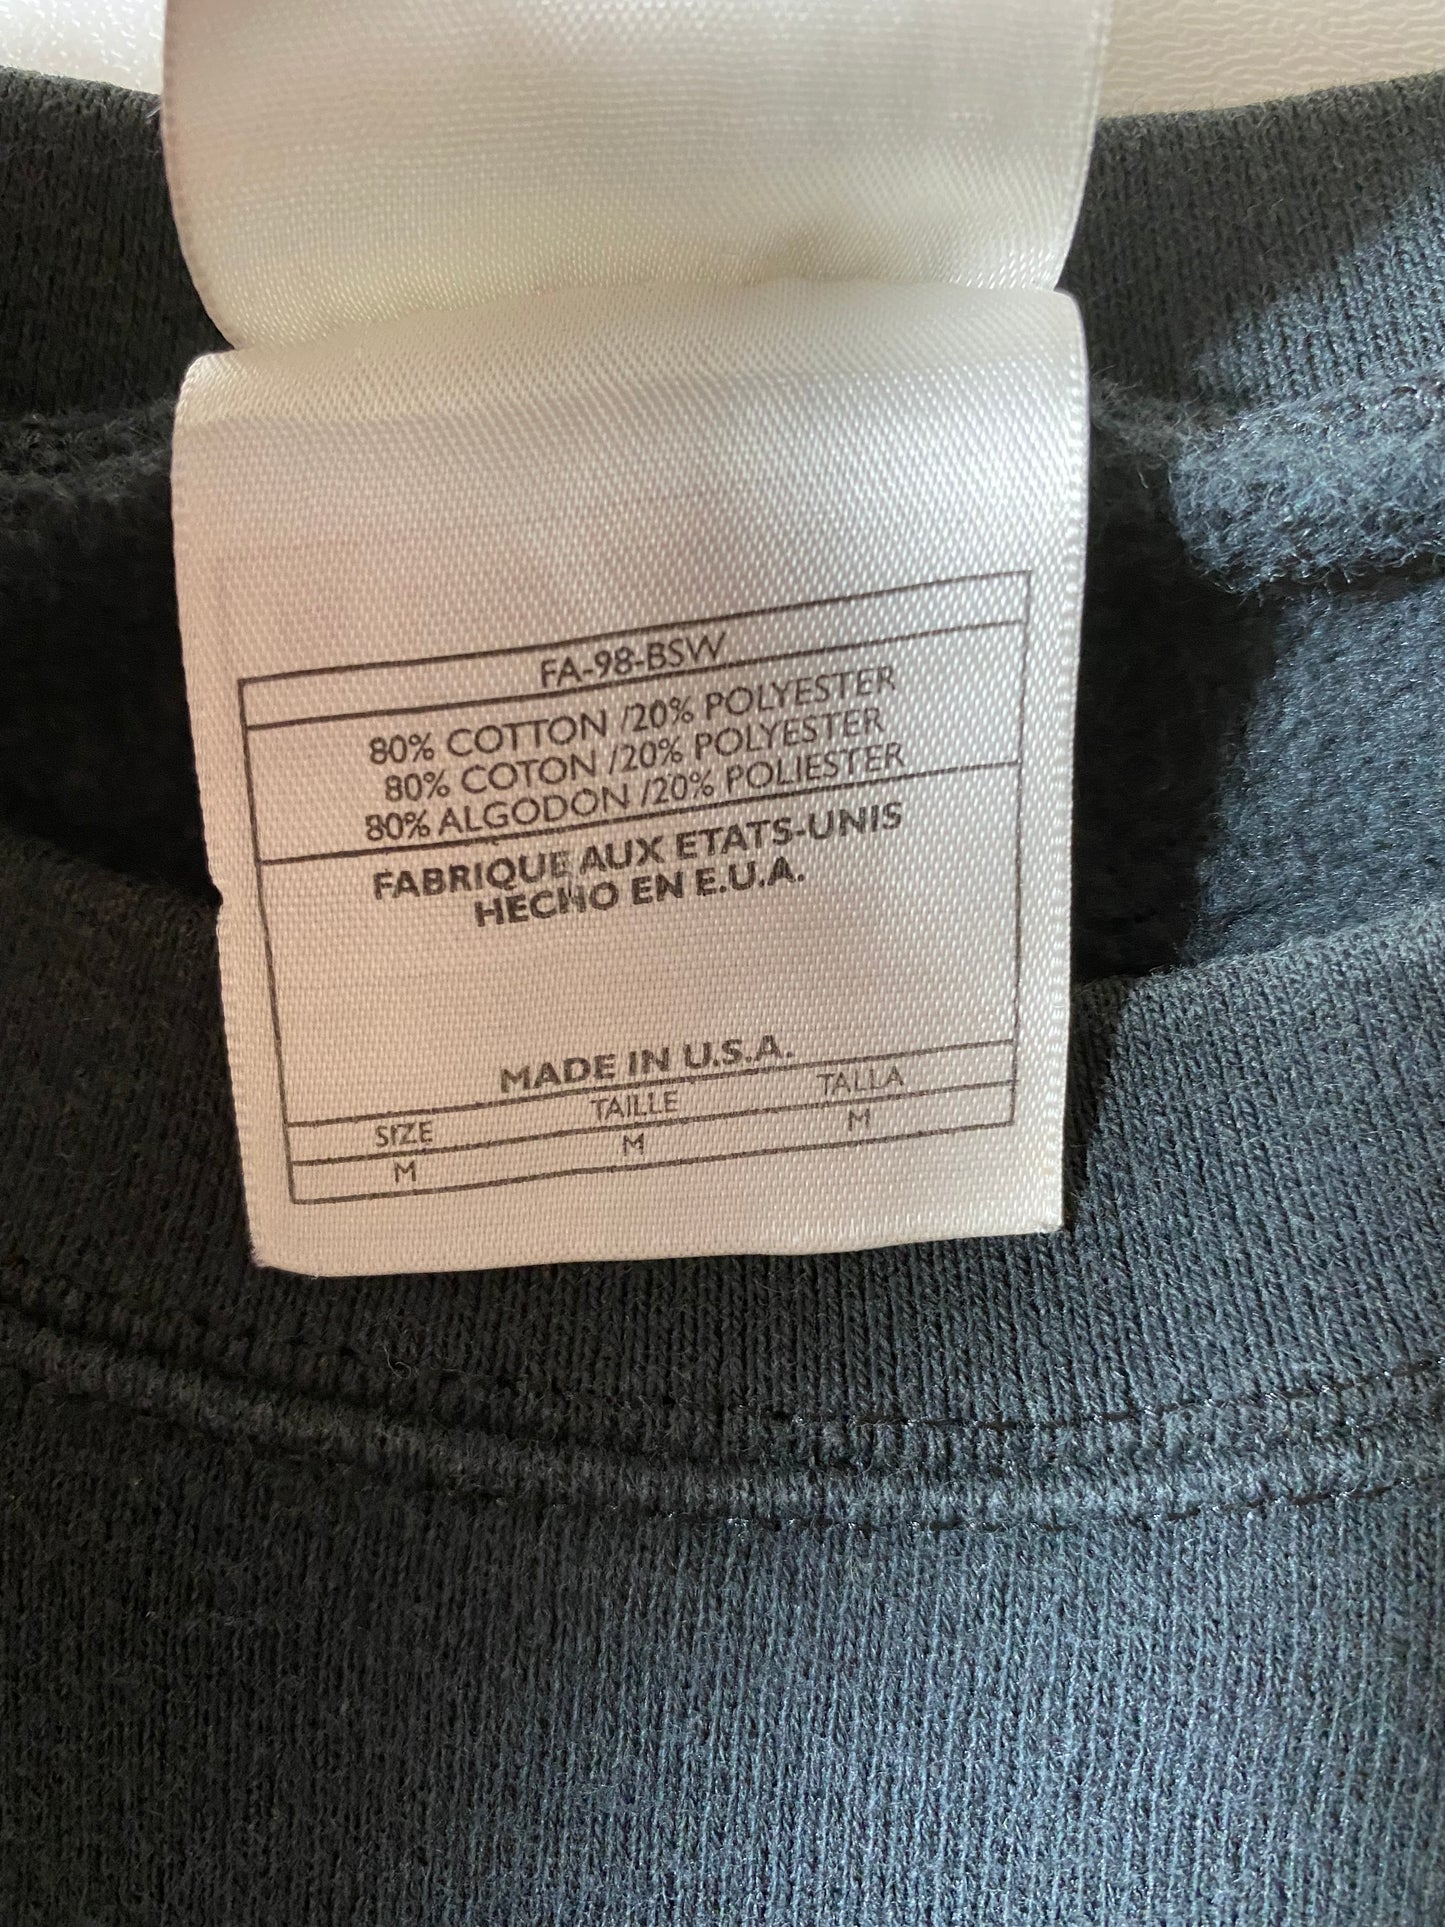 FA-98-BSW
80% COTTON /20% POLYESTER
80% COTON /20% POLYESTER
80% ALGODON /20% POLIESTER
FABRIQUE AUX ETATS-UNIS
HECHO EN E.U.A.
MADE IN U.S.A.
SIZE TAILLE TALLA
M M M